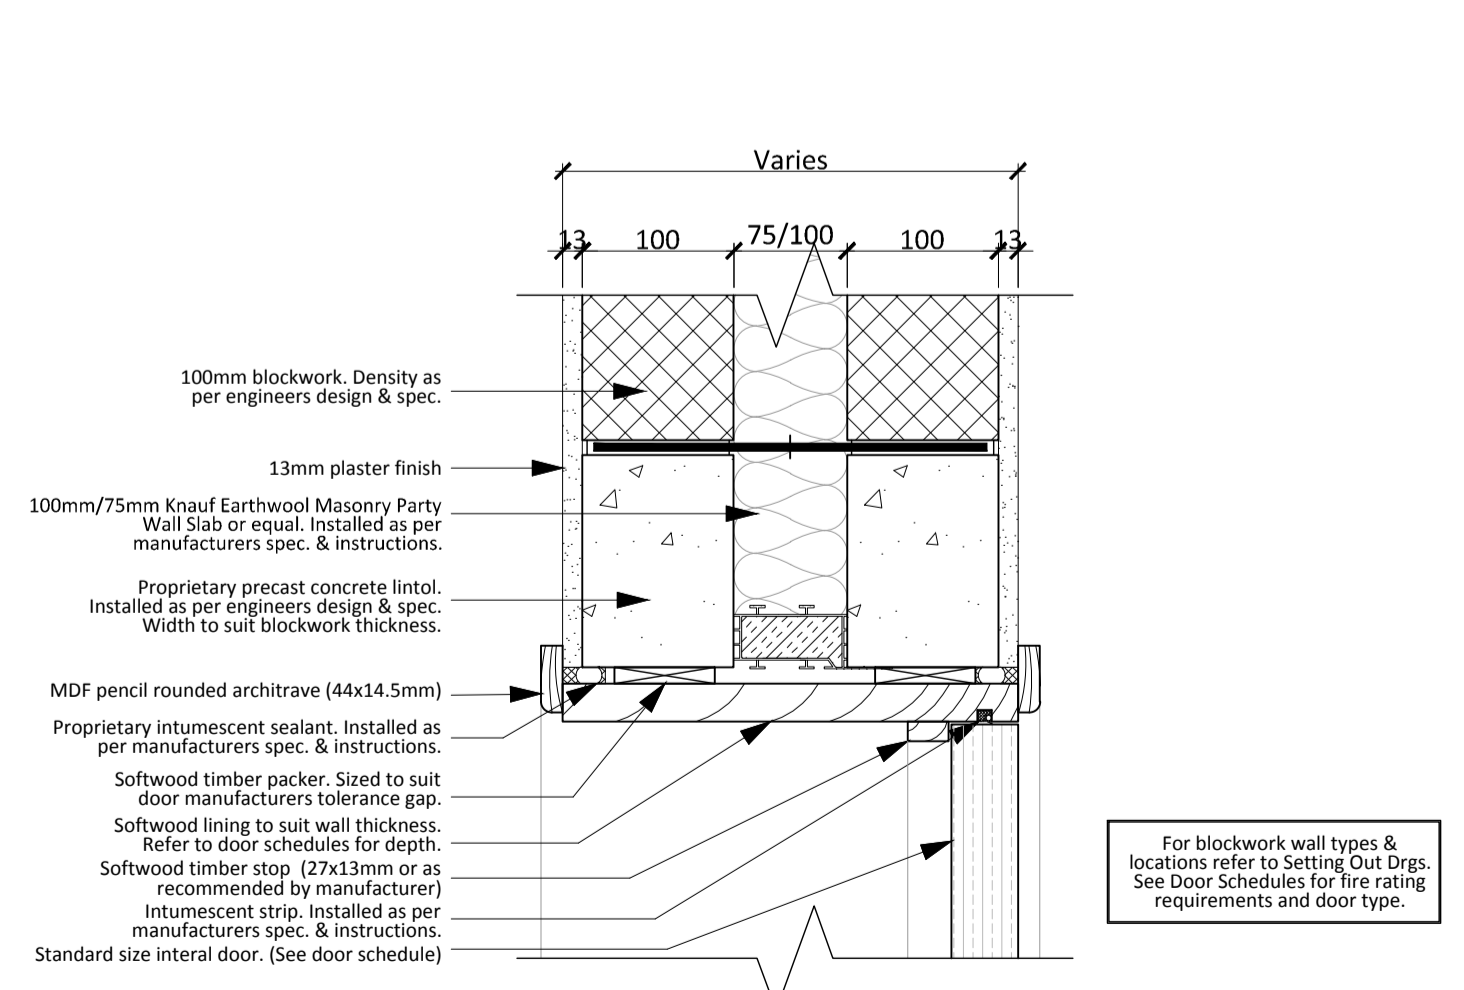 Varies
13
100
75/100
100
13
100mm blockwork. Density as
per engineers design & spec.
13mm plaster finish
100mm/75mm Knauf Earthwool Masonry Party
Wall Slab or equal. Installed as per
manufacturers spec. & instructions.
Proprietary precast concrete lintol.
Installed as per engineers design & spec.
Width to suit blockwork thickness.
MDF pencil rounded architrave (44x14.5mm)
Proprietary intumescent sealant. Installed as
per manufacturers spec. & instructions.
Softwood timber packer. Sized to suit
door manufacturers tolerance gap.
Softwood lining to suit wall thickness.
Refer to door schedules for depth.
Softwood timber stop  (27x13mm or as
recommended by manufacturer)
Intumescent strip. Installed as per
manufacturers spec. & instructions.
Standard size interal door. (See door schedule)
For blockwork wall types &
locations refer to Setting Out Drgs.
See Door Schedules for fire rating
requirements and door type.